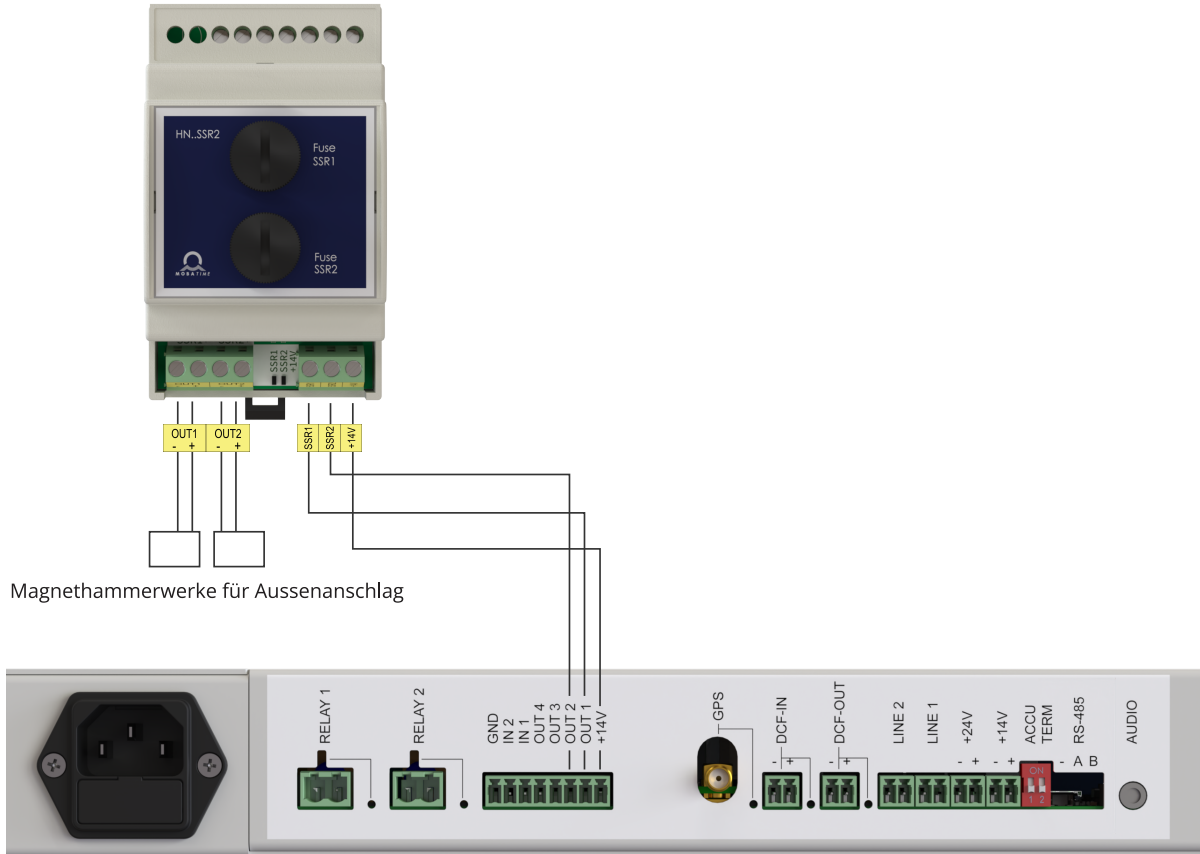 HN..SSR2
Fuse
SSR1
Fuse
SSR2
MOBATIME
SSR1
SSR2
+14V
OUT1
- +
OUT2
- +
SSR1
SSR2
+14V
Magnethammerwerke für Aussenanschlag
RELAY 1
RELAY 2
GND
IN 2
IN 1
OUT 4
OUT 3
OUT 2
OUT 1
+14V
GPS
DCF-IN
- +
DCF-OUT
- +
LINE 2
LINE 1
+24V
- +
+14V
- +
ACCU
TERM
ON
1 2
RS-485
- A B
AUDIO